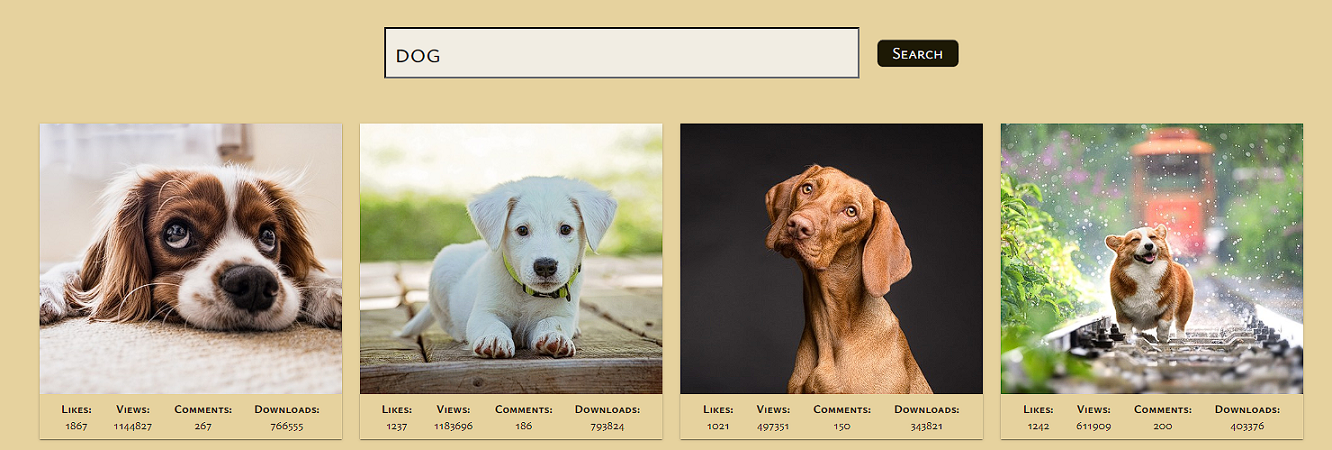 DOG
Search
Likes: Views: Comments: Downloads:
1867 1144827 267 766555
Likes: Views: Comments: Downloads:
1237 1183696 186 793824
Likes: Views: Comments: Downloads:
1021 497351 150 343821
Likes: Views: Comments: Downloads:
1242 611909 200 403376